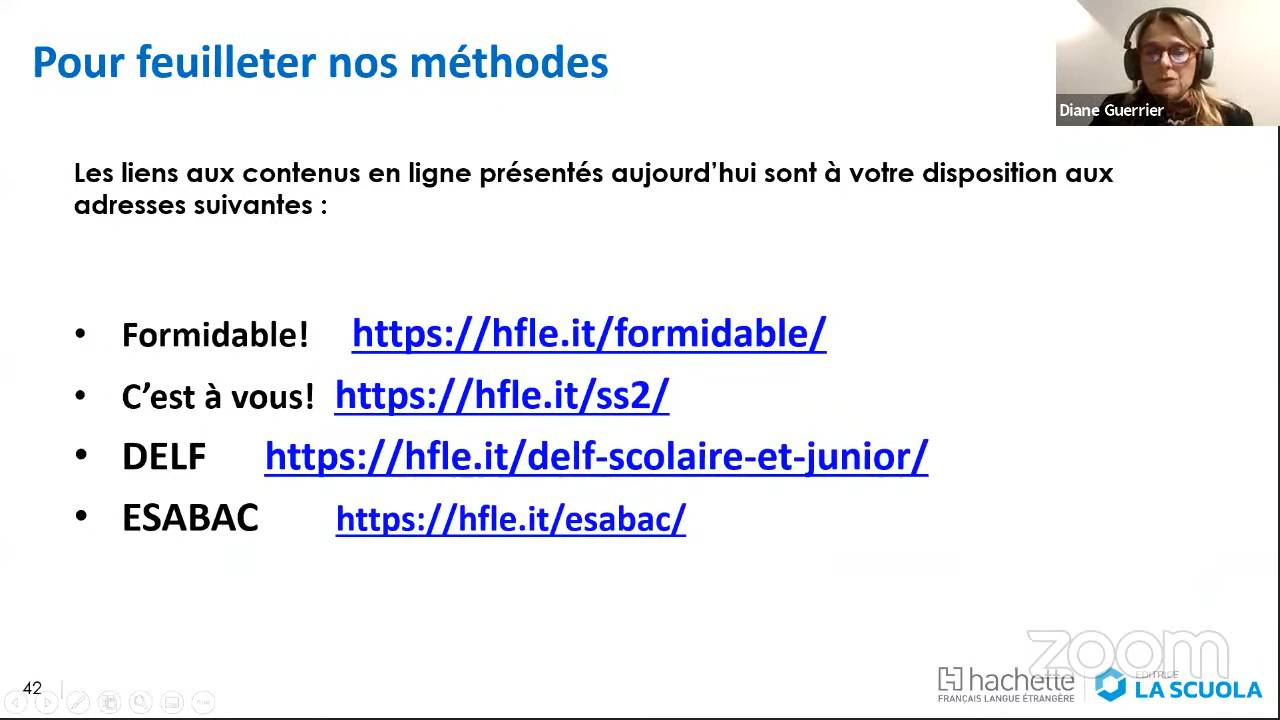 Pour feuilleter nos méthodes
Diane Guerrier
Les liens aux contenus en ligne présentés aujourd’hui sont à votre disposition aux
adresses suivantes :
• Formidable! https://hfle.it/formidable/
• C’est à vous! https://hfle.it/ss2/
• DELF https://hfle.it/delf-scolaire-et-junior/
• ESABAC https://hfle.it/esabac/
zoom
42
hachette
FRANÇAIS LANGUE ÉTRANGÈRE
EDITRICE
LA SCUOLA